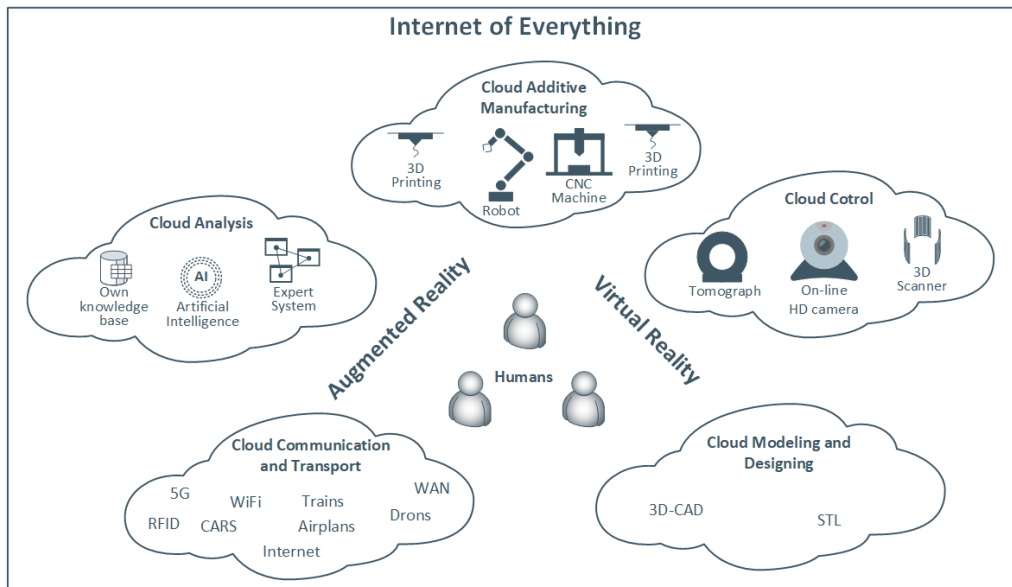 Internet of Everything
Cloud Additive
Manufacturing
3D
Printing
Robot
CNC
Machine
3D
Printing
Cloud Analysis
Own
knowledge
base
AI
Artificial
Intelligence
Expert
System
Cloud Cotrol
Tomograph
On-line
HD camera
3D
Scanner
Augmented Reality
Virtual Reality
Humans
Cloud Communication
and Transport
5G
WiFi
Trains
WAN
RFID
CARS
Airplans
Drons
Internet
Cloud Modeling and
Designing
3D-CAD
STL